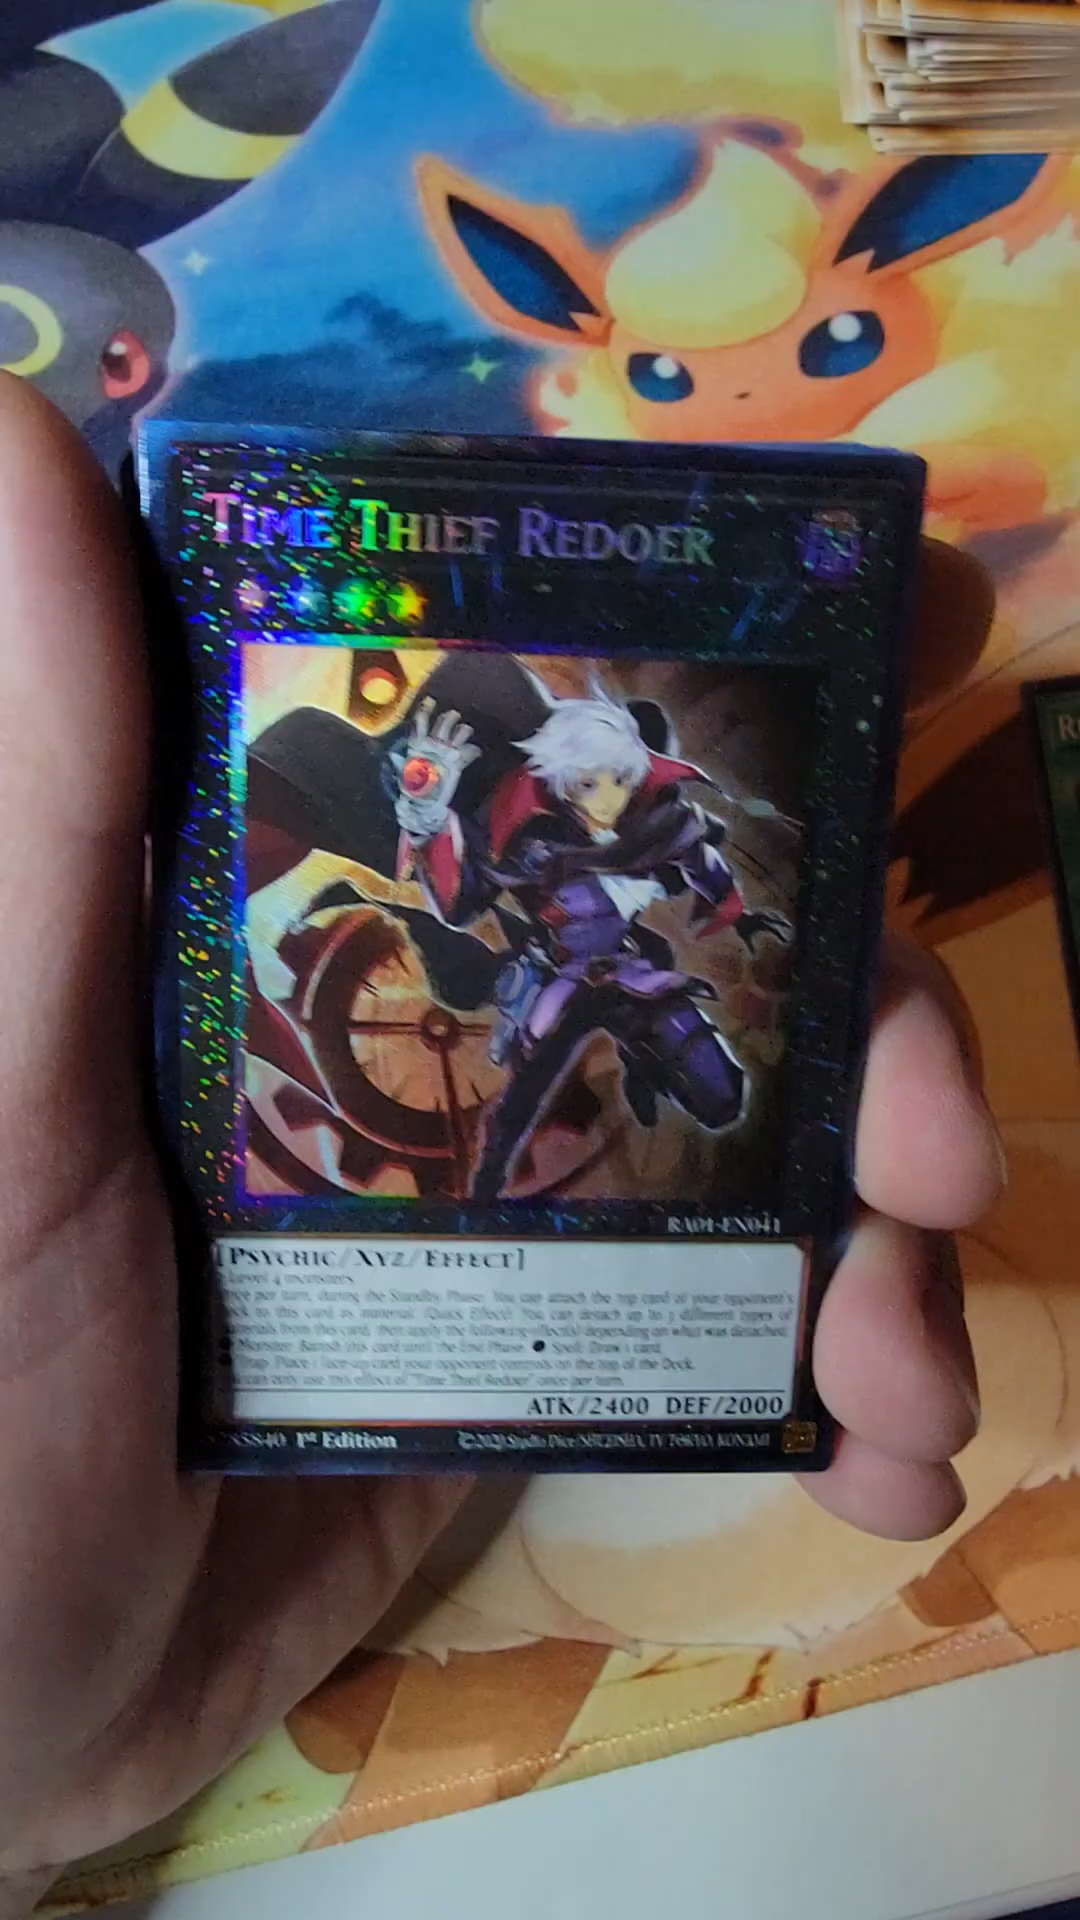 TIME THIEF REDOER
R
RA01-EN041
[PSYCHIC/XYZ/EFFECT]
Level 4 monsters
once per turn, during the Standby Phase: You can attach the top card of your opponent's
Deck to this card as material. (Quick Effect): You can detach up to 3 different types of
materials from this card, then apply the following effect(s) depending on what was detached.
● Monster: Banish this card until the End Phase. ● Spell: Draw 1 card.
● Trap: Place 1 face-up card your opponent controls on the top of the Deck.
You can only use this effect of "Time Thief Redoer" once per turn.
ATK/2400 DEF/2000
85840 1st Edition
©2020 Studio Dice/SHUEISHA, TV TOKYO, KONAMI